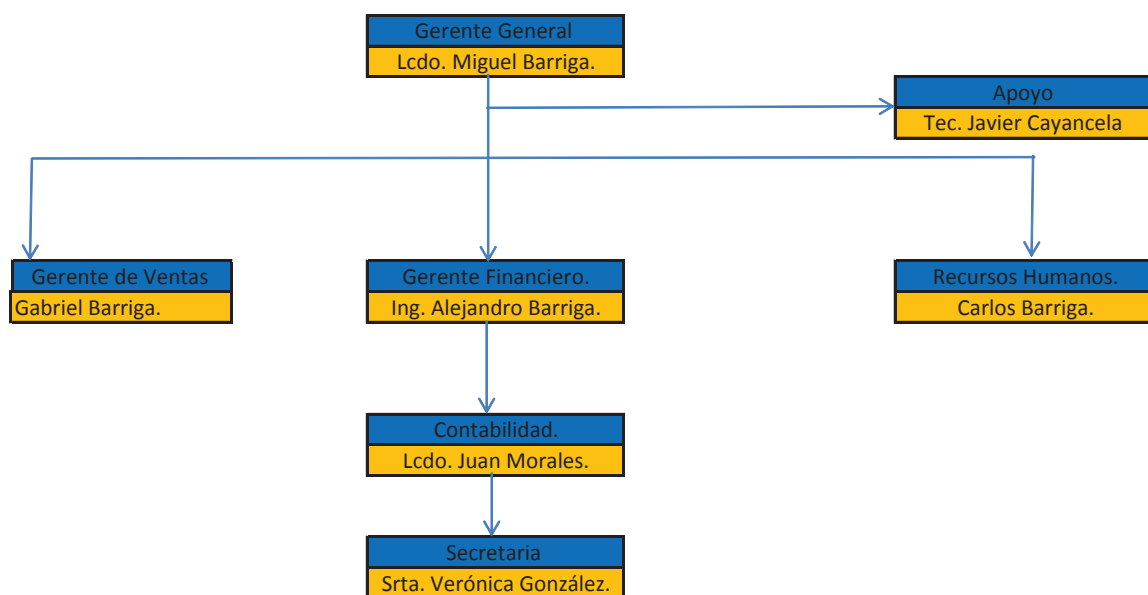 Gerente General
Lcdo. Miguel Barriga.
Apoyo
Tec. Javier Cayancela
Gerente de Ventas
Gabriel Barriga.
Gerente Financiero.
Ing. Alejandro Barriga.
Recursos Humanos.
Carlos Barriga.
Contabilidad.
Lcdo. Juan Morales.
Secretaria
Srta. Verónica González.